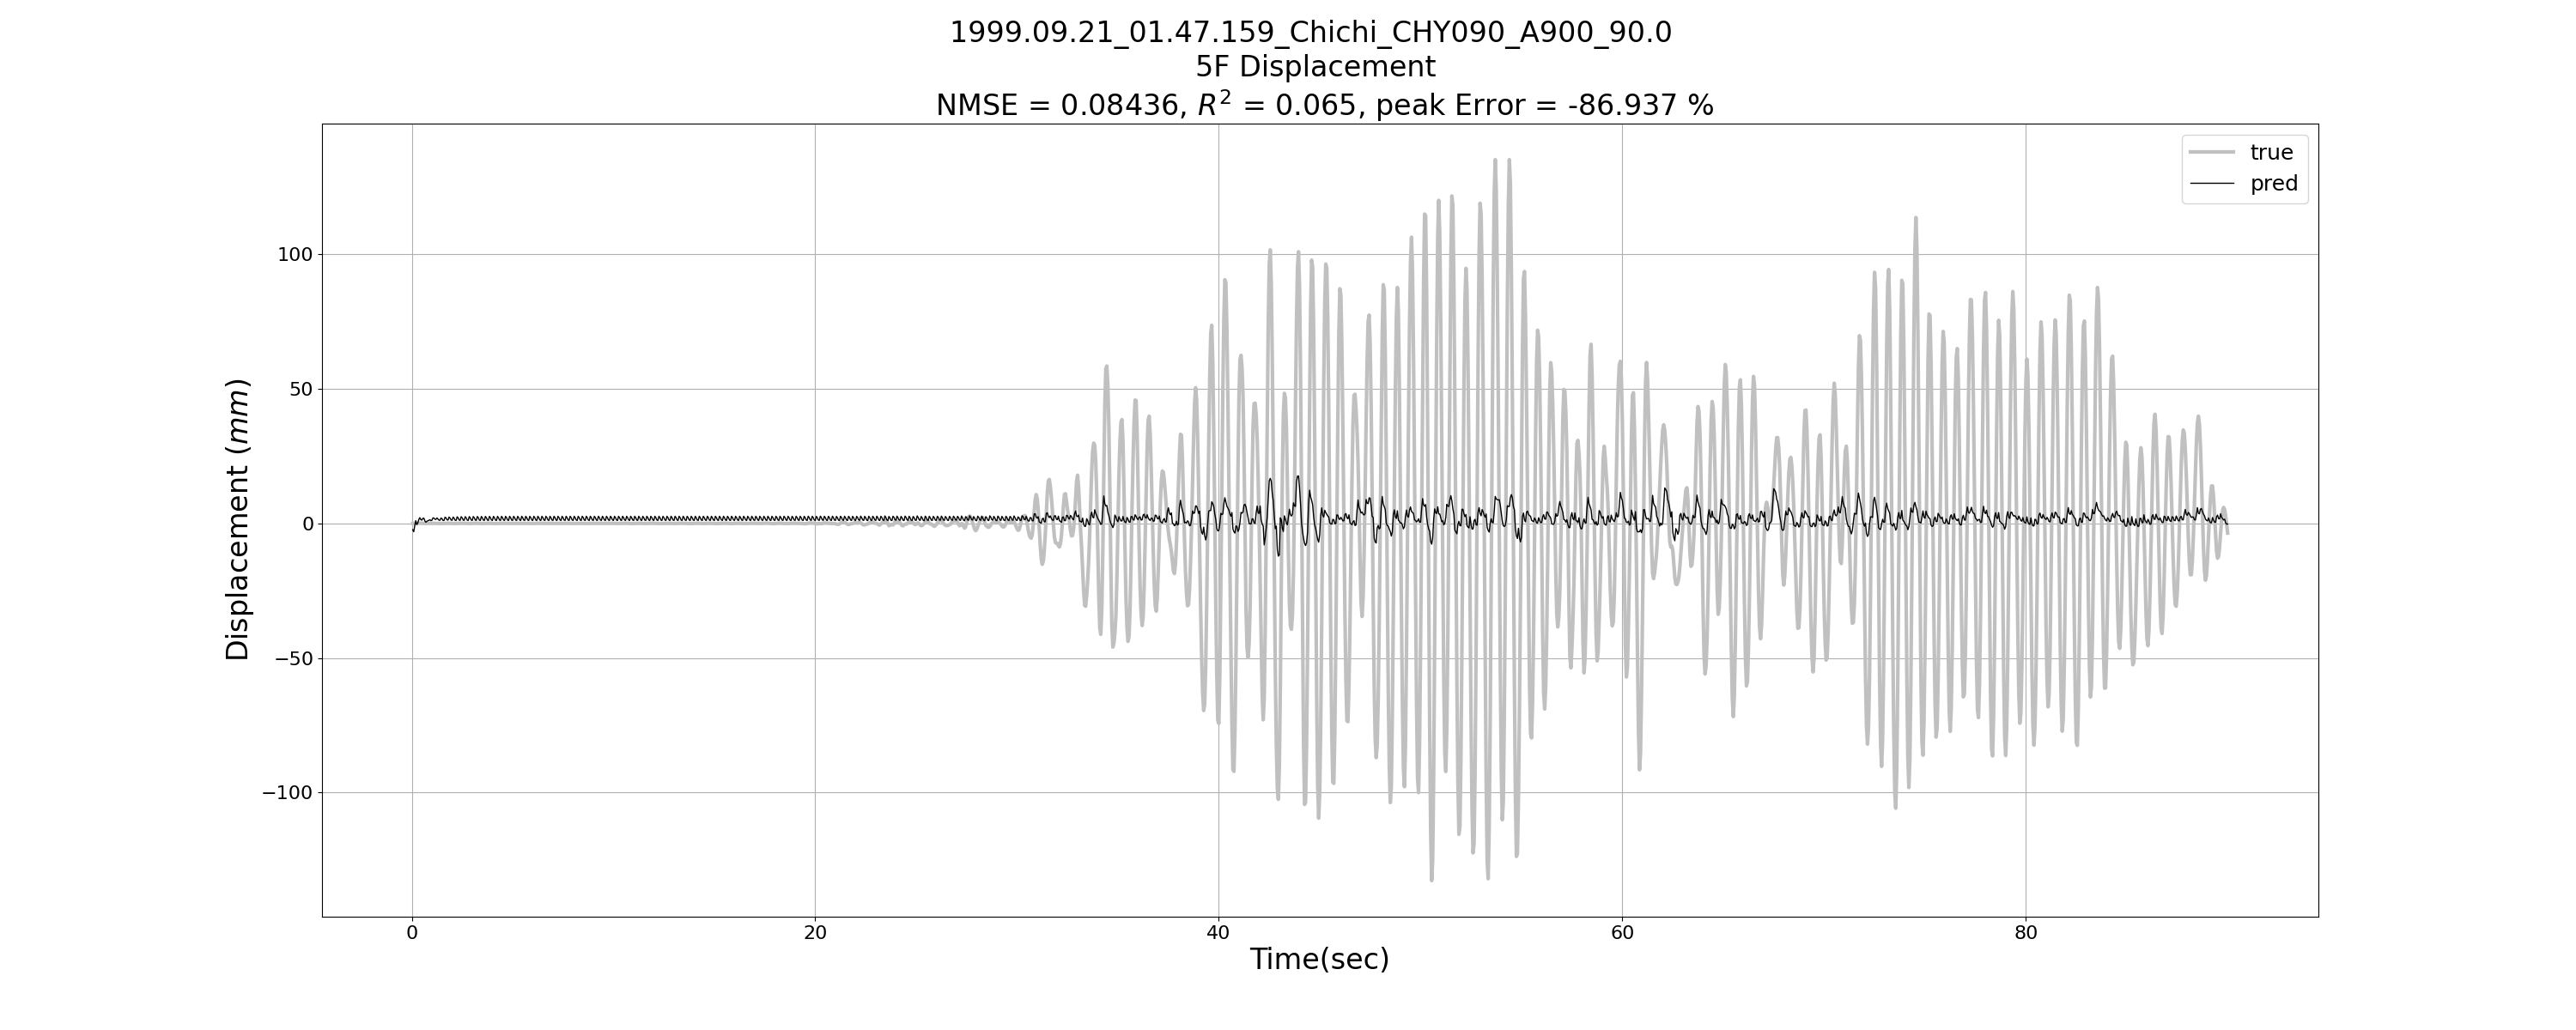 1999.09.21_01.47.159_Chichi_CHY090_A900_90.0
5F Displacement
NMSE = 0.08436, R² = 0.065, peak Error = -86.937 %
true
pred
Displacement (mm)
100
50
0
−50
−100
0 20 40 60 80
Time(sec)